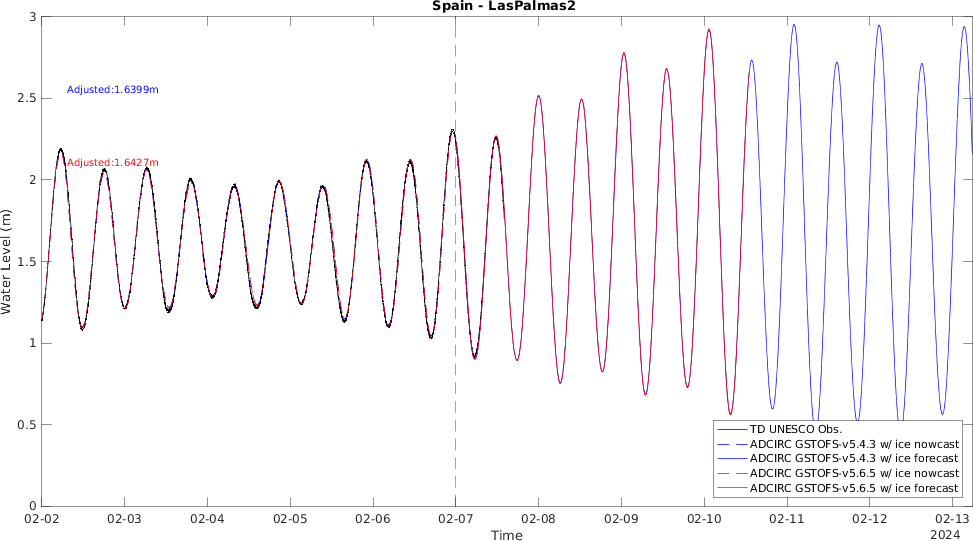 Spain - LasPalmas2
3
Adjusted:1.6399m
2.5
Adjusted:1.6427m
2
Water Level (m)
1.5
1
0.5
TD UNESCO Obs.
ADCIRC GSTOFS-v5.4.3 w/ ice nowcast
ADCIRC GSTOFS-v5.4.3 w/ ice forecast
ADCIRC GSTOFS-v5.6.5 w/ ice nowcast
ADCIRC GSTOFS-v5.6.5 w/ ice forecast
0
02-02 02-03 02-04 02-05 02-06 02-07 02-08 02-09 02-10 02-11 02-12 02-13
Time
2024